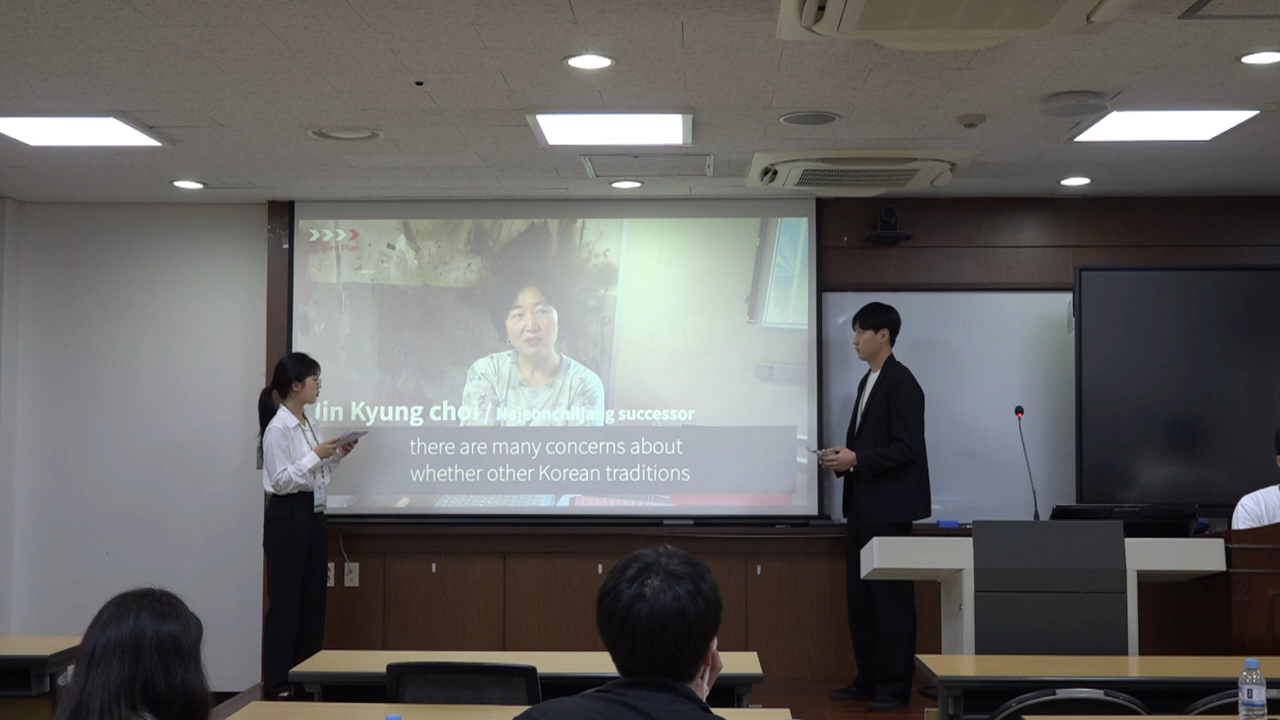 Jin Kyung choi / Najeonchiljang successor
there are many concerns about
whether other Korean traditions